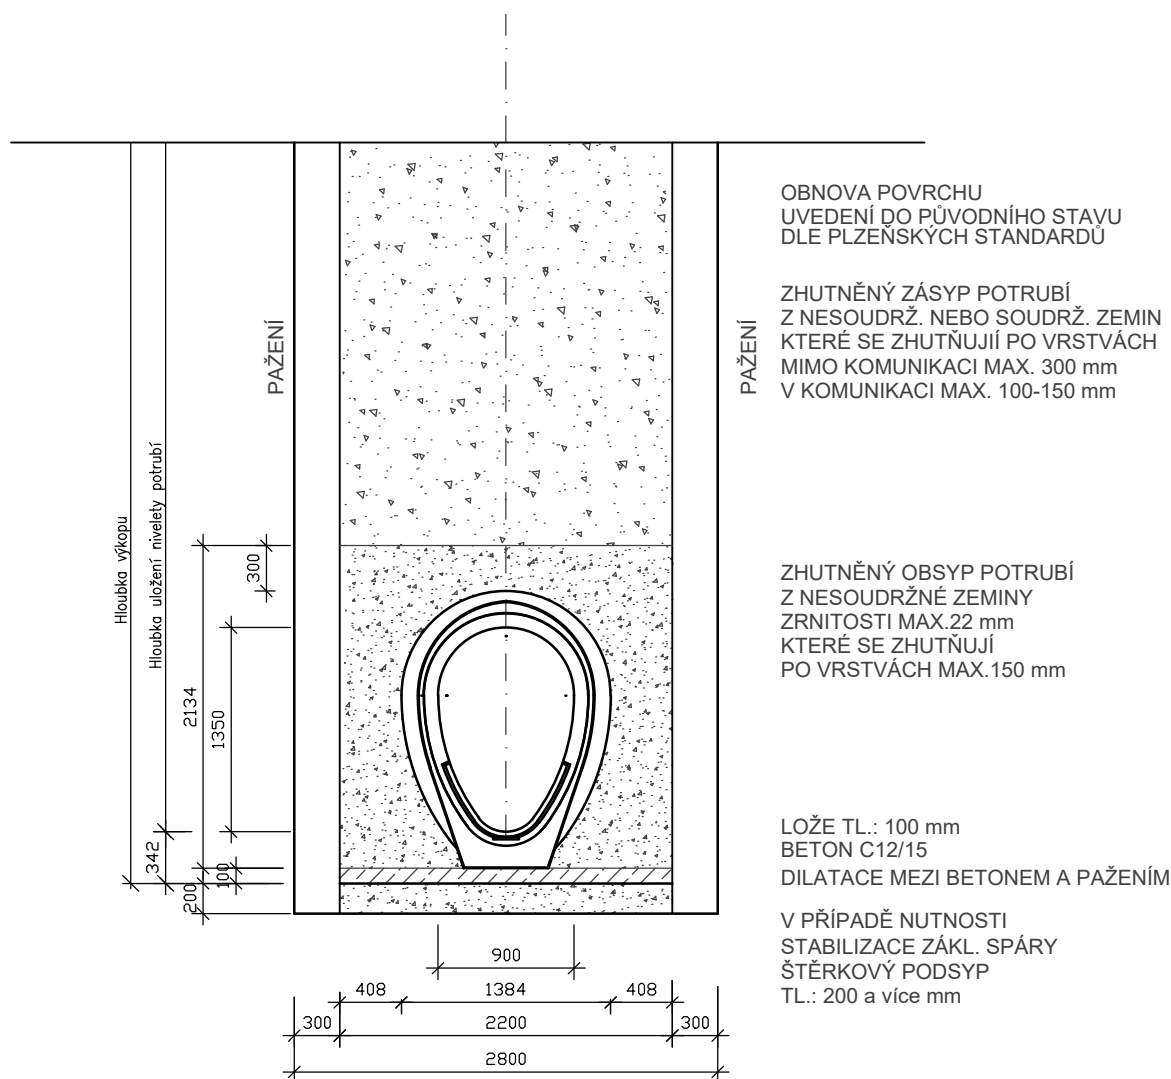 OBNOVA POVRCHU
UVEDENÍ DO PŮVODNÍHO STAVU
DLE PLZEŇSKÝCH STANDARDŮ
ZHUTNĚNÝ ZÁSYP POTRUBÍ
Z NESOUDRŽ. NEBO SOUDRŽ. ZEMIN
KTERÉ SE ZHUTŇUJIÍ PO VRSTVÁCH
MIMO KOMUNIKACI MAX. 300 mm
V KOMUNIKACI MAX. 100-150 mm
PAŽENÍ
PAŽENÍ
Hloubka výkopu
Hloubka uložení nivelety potrubí
300
2134
1350
342
100
200
ZHUTNĚNÝ OBSYP POTRUBÍ
Z NESOUDRŽNÉ ZEMINY
ZRNITOSTI MAX.22 mm
KTERÉ SE ZHUTŇUJÍ
PO VRSTVÁCH MAX.150 mm
LOŽE TL.: 100 mm
BETON C12/15
DILATACE MEZI BETONEM A PAŽENÍM
V PŘÍPADĚ NUTNOSTI
STABILIZACE ZÁKL. SPÁRY
ŠTĚRKOVÝ PODSYP
TL.: 200 a více mm
900
408 1384 408
300 2200 300
2800